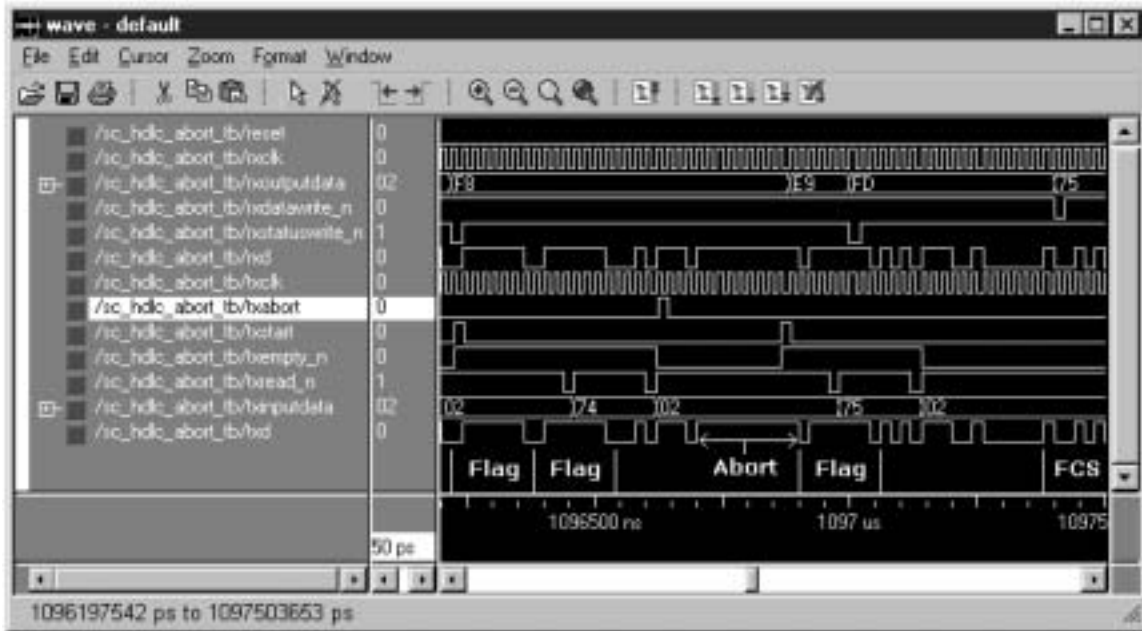 wave - default
File Edit Cursor Zoom Format Window
/sc_hdlc_abort_tb/reset 0
/sc_hdlc_abort_tb/rxclk 0
/sc_hdlc_abort_tb/rxoutputdata 02 F8 E9 FD 75
/sc_hdlc_abort_tb/rxdatawrite_n 0
/sc_hdlc_abort_tb/rxstatuswrite_n 1
/sc_hdlc_abort_tb/rxd 0
/sc_hdlc_abort_tb/txclk 0
/sc_hdlc_abort_tb/txabort 0
/sc_hdlc_abort_tb/txstart 0
/sc_hdlc_abort_tb/txempty_n 0
/sc_hdlc_abort_tb/txread_n 1
/sc_hdlc_abort_tb/txinputdata 02 02 74 02 75 02
/sc_hdlc_abort_tb/txd 0
Flag Flag Abort Flag FCS
1096500 ns 1097 us 10975
50 ps
1096197542 ps to 1097503653 ps